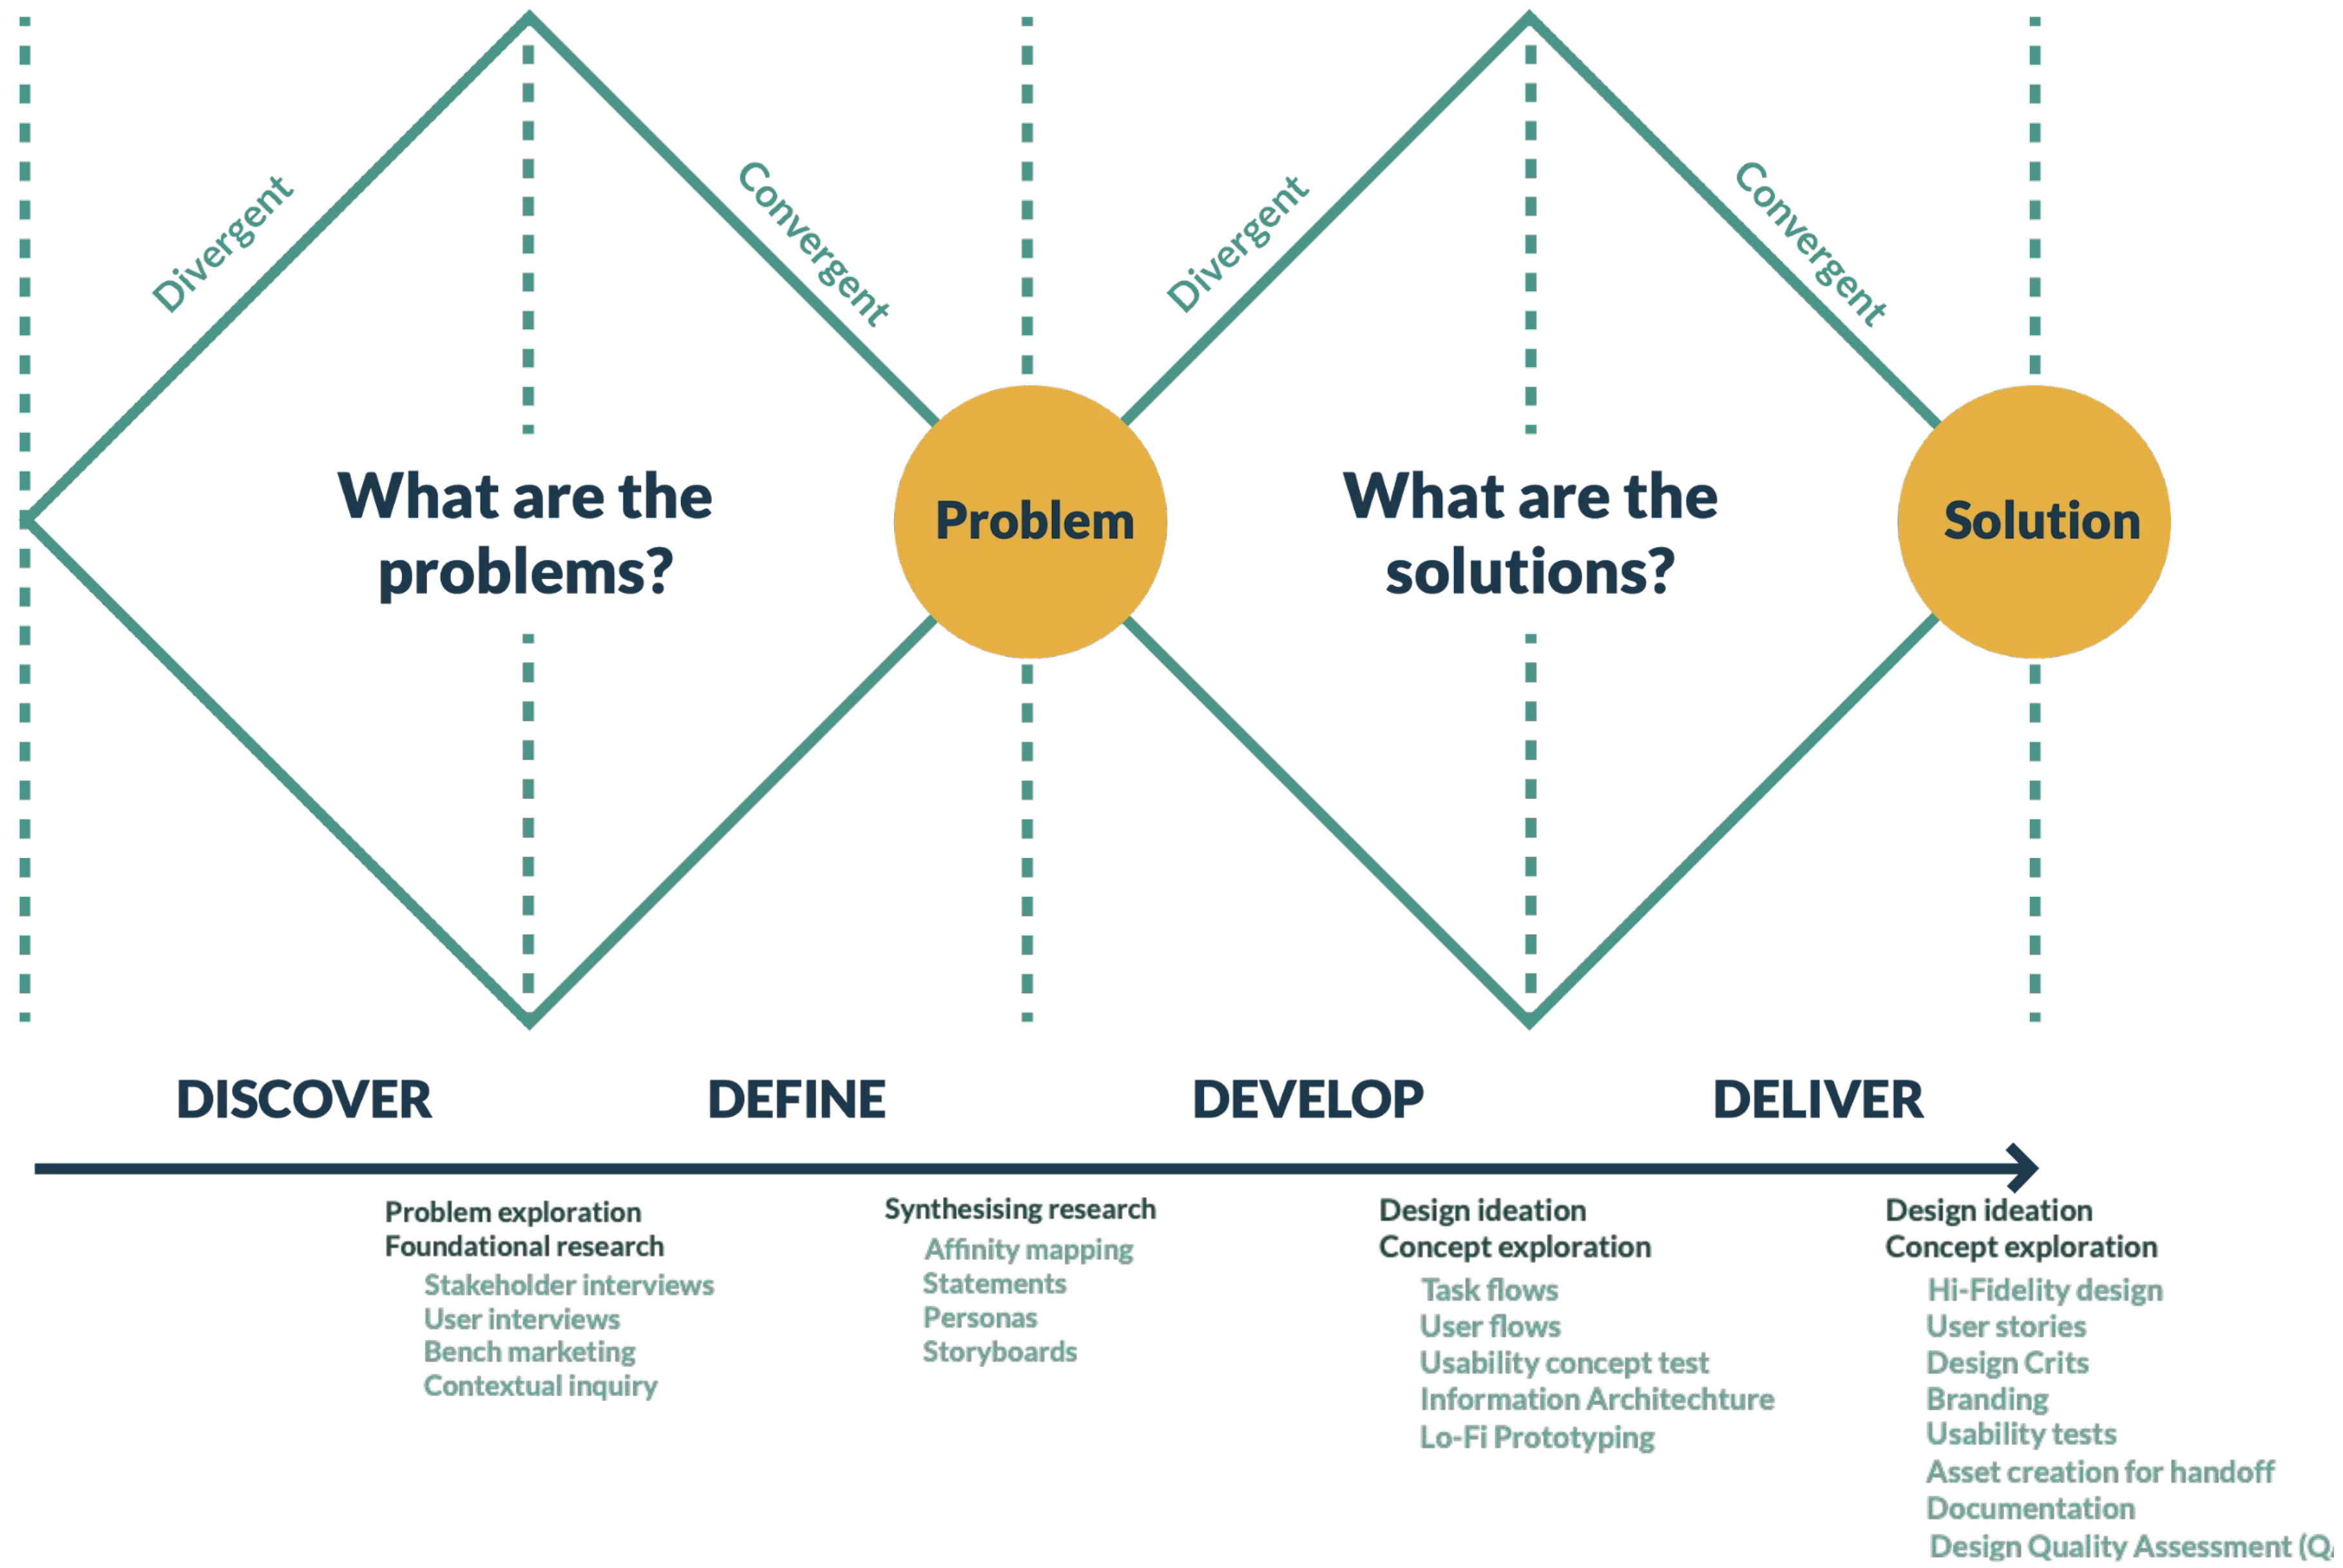 Divergent
Convergent
Divergent
Convergent
What are the
problems?
Problem
What are the
solutions?
Solution
DISCOVER
DEFINE
DEVELOP
DELIVER
Problem exploration
Foundational research
Stakeholder interviews
User interviews
Bench marketing
Contextual inquiry
Synthesising research
Affinity mapping
Statements
Personas
Storyboards
Design ideation
Concept exploration
Task flows
User flows
Usability concept test
Information Architechture
Lo-Fi Prototyping
Design ideation
Concept exploration
Hi-Fidelity design
User stories
Design Crits
Branding
Usability tests
Asset creation for handoff
Documentation
Design Quality Assessment